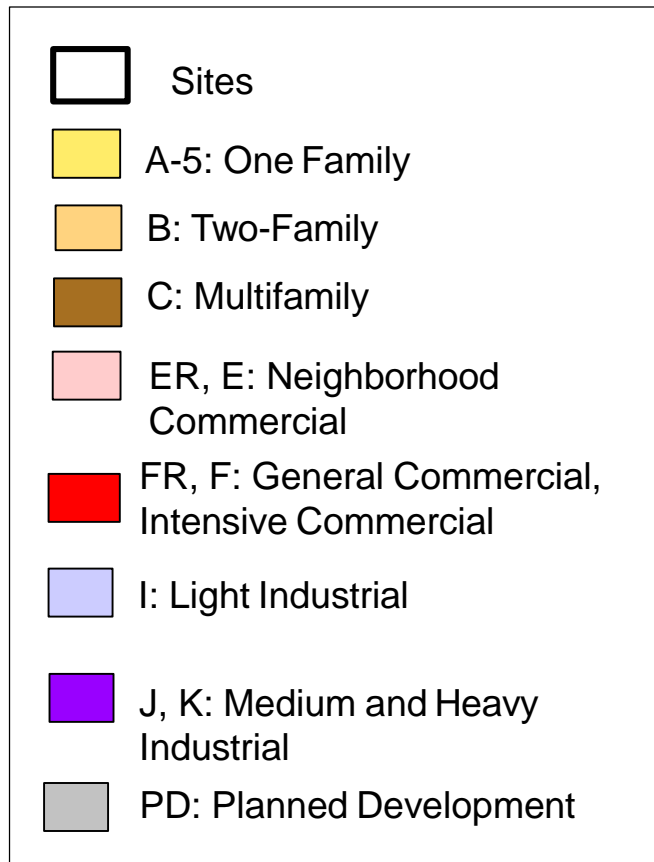 Sites
A-5: One Family
B: Two-Family
C: Multifamily
ER, E: Neighborhood
Commercial
FR, F: General Commercial,
Intensive Commercial
I: Light Industrial
J, K: Medium and Heavy
Industrial
PD: Planned Development